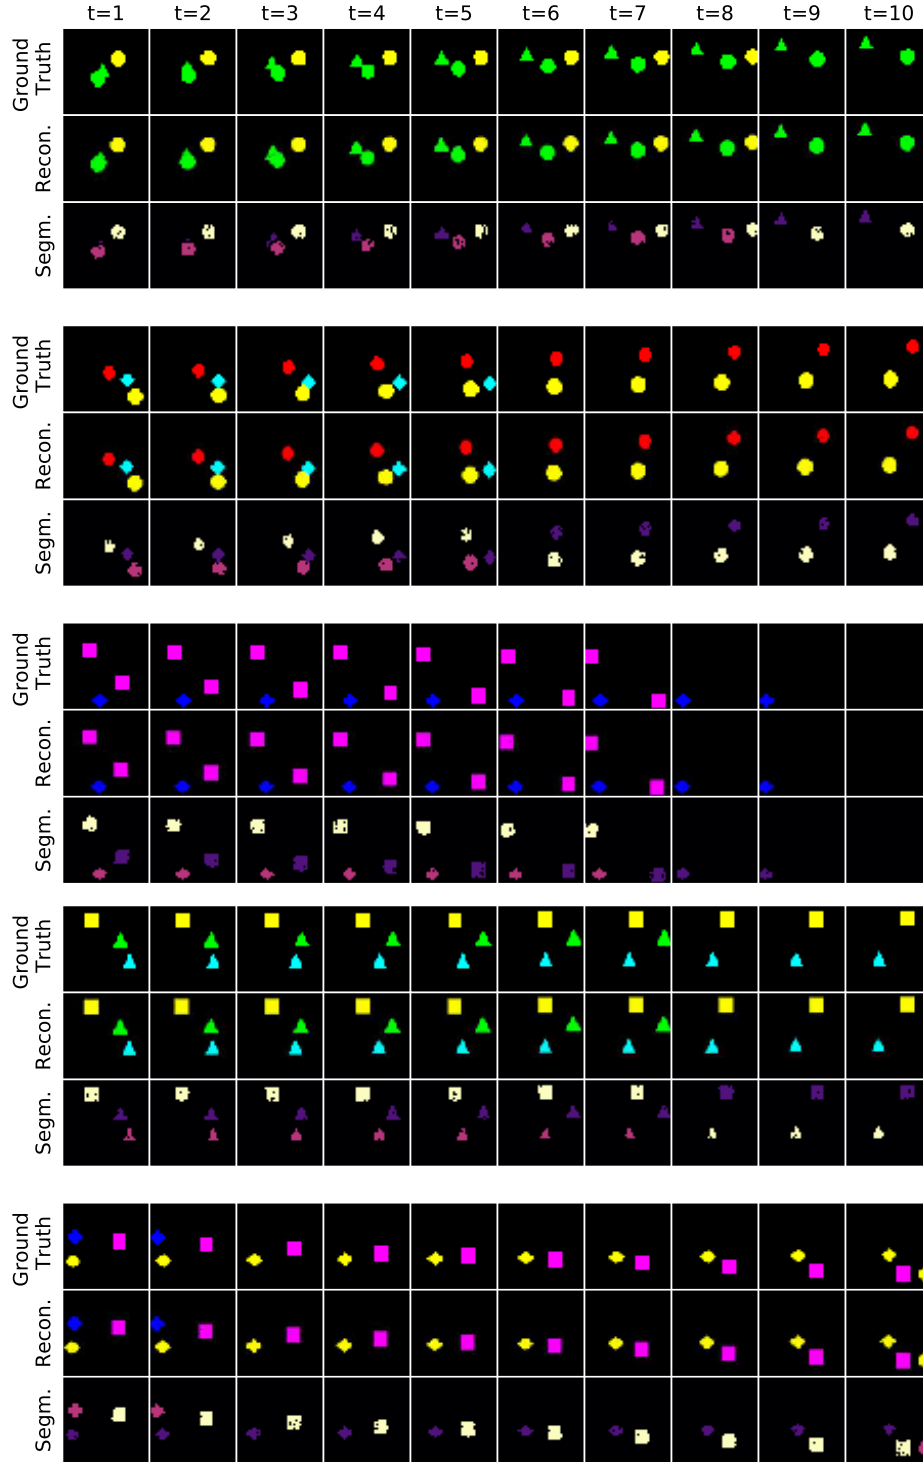 t=1 t=2 t=3 t=4 t=5 t=6 t=7 t=8 t=9 t=10
Ground
Truth
Recon.
Segm.
Ground
Truth
Recon.
Segm.
Ground
Truth
Recon.
Segm.
Ground
Truth
Recon.
Segm.
Ground
Truth
Recon.
Segm.